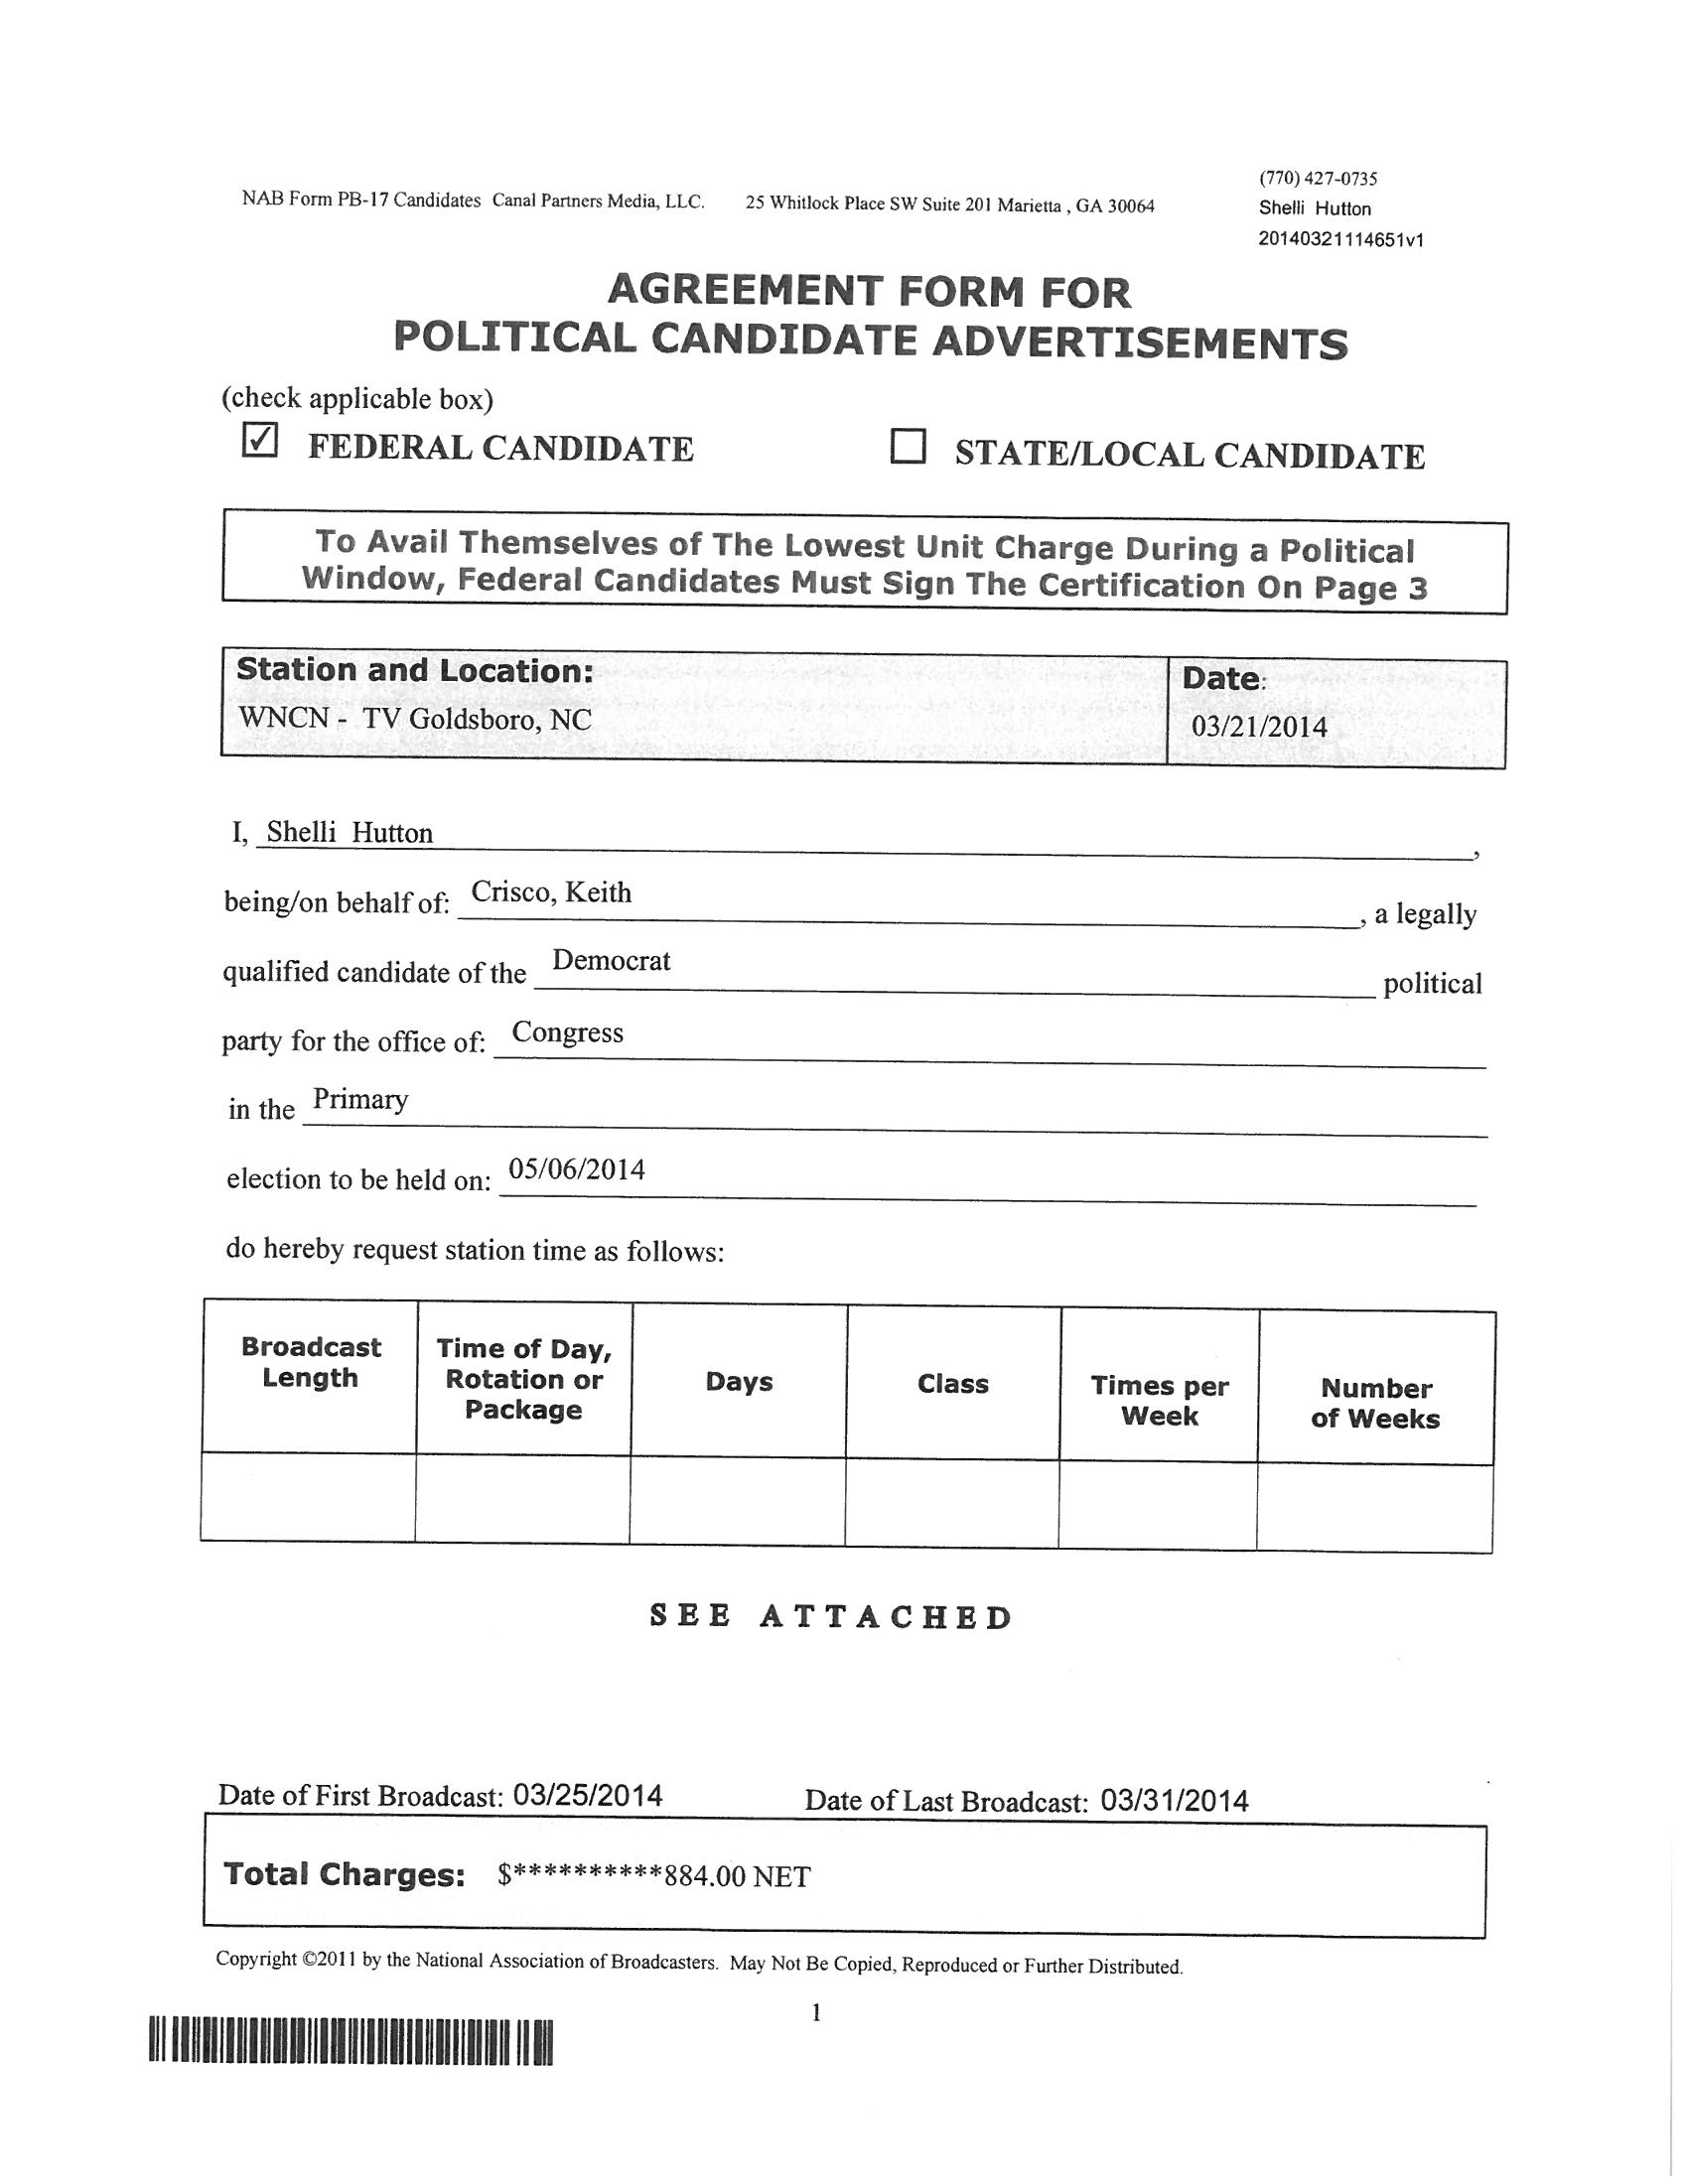 NAB Form PB-17 Candidates Canal Partners Media, LLC. 25 Whitlock Place SW Suite 201 Marietta , GA 30064
(770) 427-0735
Shelli Hutton
20140321114651v1
AGREEMENT FORM FOR
POLITICAL CANDIDATE ADVERTISEMENTS
(check applicable box)
☑ FEDERAL CANDIDATE ☐ STATE/LOCAL CANDIDATE
To Avail Themselves of The Lowest Unit Charge During a Political
Window, Federal Candidates Must Sign The Certification On Page 3
Station and Location: Date:
WNCN - TV Goldsboro, NC 03/21/2014
I, Shelli Hutton ,
being/on behalf of: Crisco, Keith , a legally
qualified candidate of the Democrat political
party for the office of: Congress
in the Primary
election to be held on: 05/06/2014
do hereby request station time as follows:
Broadcast Length Time of Day, Rotation or Package Days Class Times per Week Number of Weeks
SEE ATTACHED
Date of First Broadcast: 03/25/2014 Date of Last Broadcast: 03/31/2014
Total Charges: $**********884.00 NET
Copyright ©2011 by the National Association of Broadcasters. May Not Be Copied, Reproduced or Further Distributed.
1